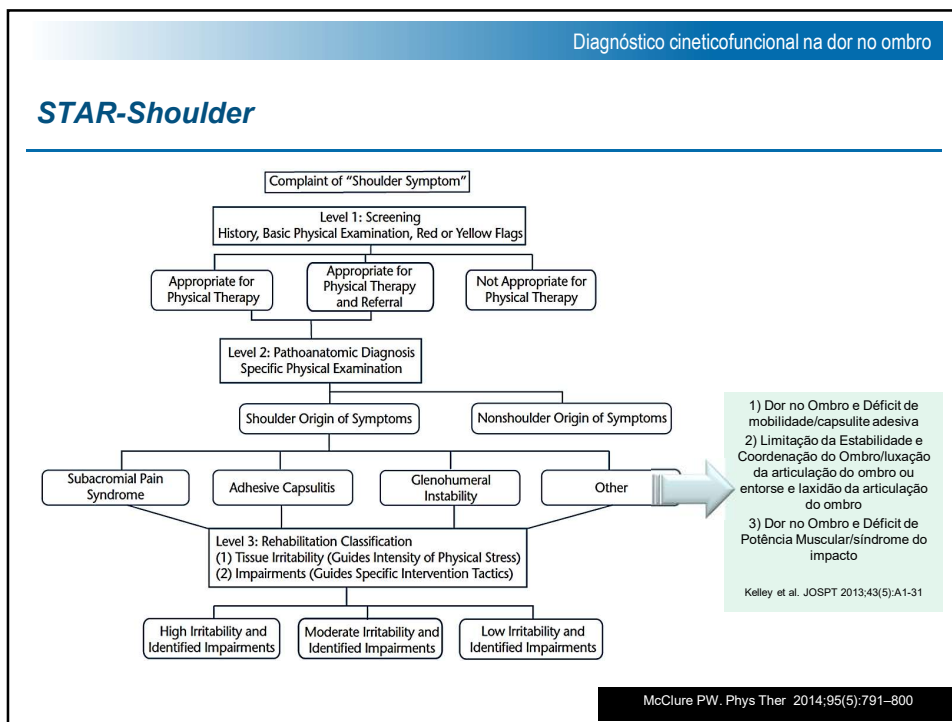 Diagnóstico cineticofuncional na dor no ombro
STAR-Shoulder
Complaint of "Shoulder Symptom"
Level 1: Screening
History, Basic Physical Examination, Red or Yellow Flags
Appropriate for
Physical Therapy
Appropriate for
Physical Therapy
and Referral
Not Appropriate for
Physical Therapy
Level 2: Pathoanatomic Diagnosis
Specific Physical Examination
Shoulder Origin of Symptoms
Nonshoulder Origin of Symptoms
Subacromial Pain
Syndrome
Adhesive Capsulitis
Glenohumeral
Instability
Other
1) Dor no Ombro e Déficit de
mobilidade/capsulite adesiva
2) Limitação da Estabilidade e
Coordenação do Ombro/luxação
da articulação do ombro ou
entorse e laxidão da articulação
do ombro
3) Dor no Ombro e Déficit de
Potência Muscular/síndrome do
impacto
Kelley et al. JOSPT 2013;43(5):A1-31
Level 3: Rehabilitation Classification
(1) Tissue Irritability (Guides Intensity of Physical Stress)
(2) Impairments (Guides Specific Intervention Tactics)
High Irritability and
Identified Impairments
Moderate Irritability and
Identified Impairments
Low Irritability and
Identified Impairments
McClure PW. Phys Ther 2014;95(5):791–800